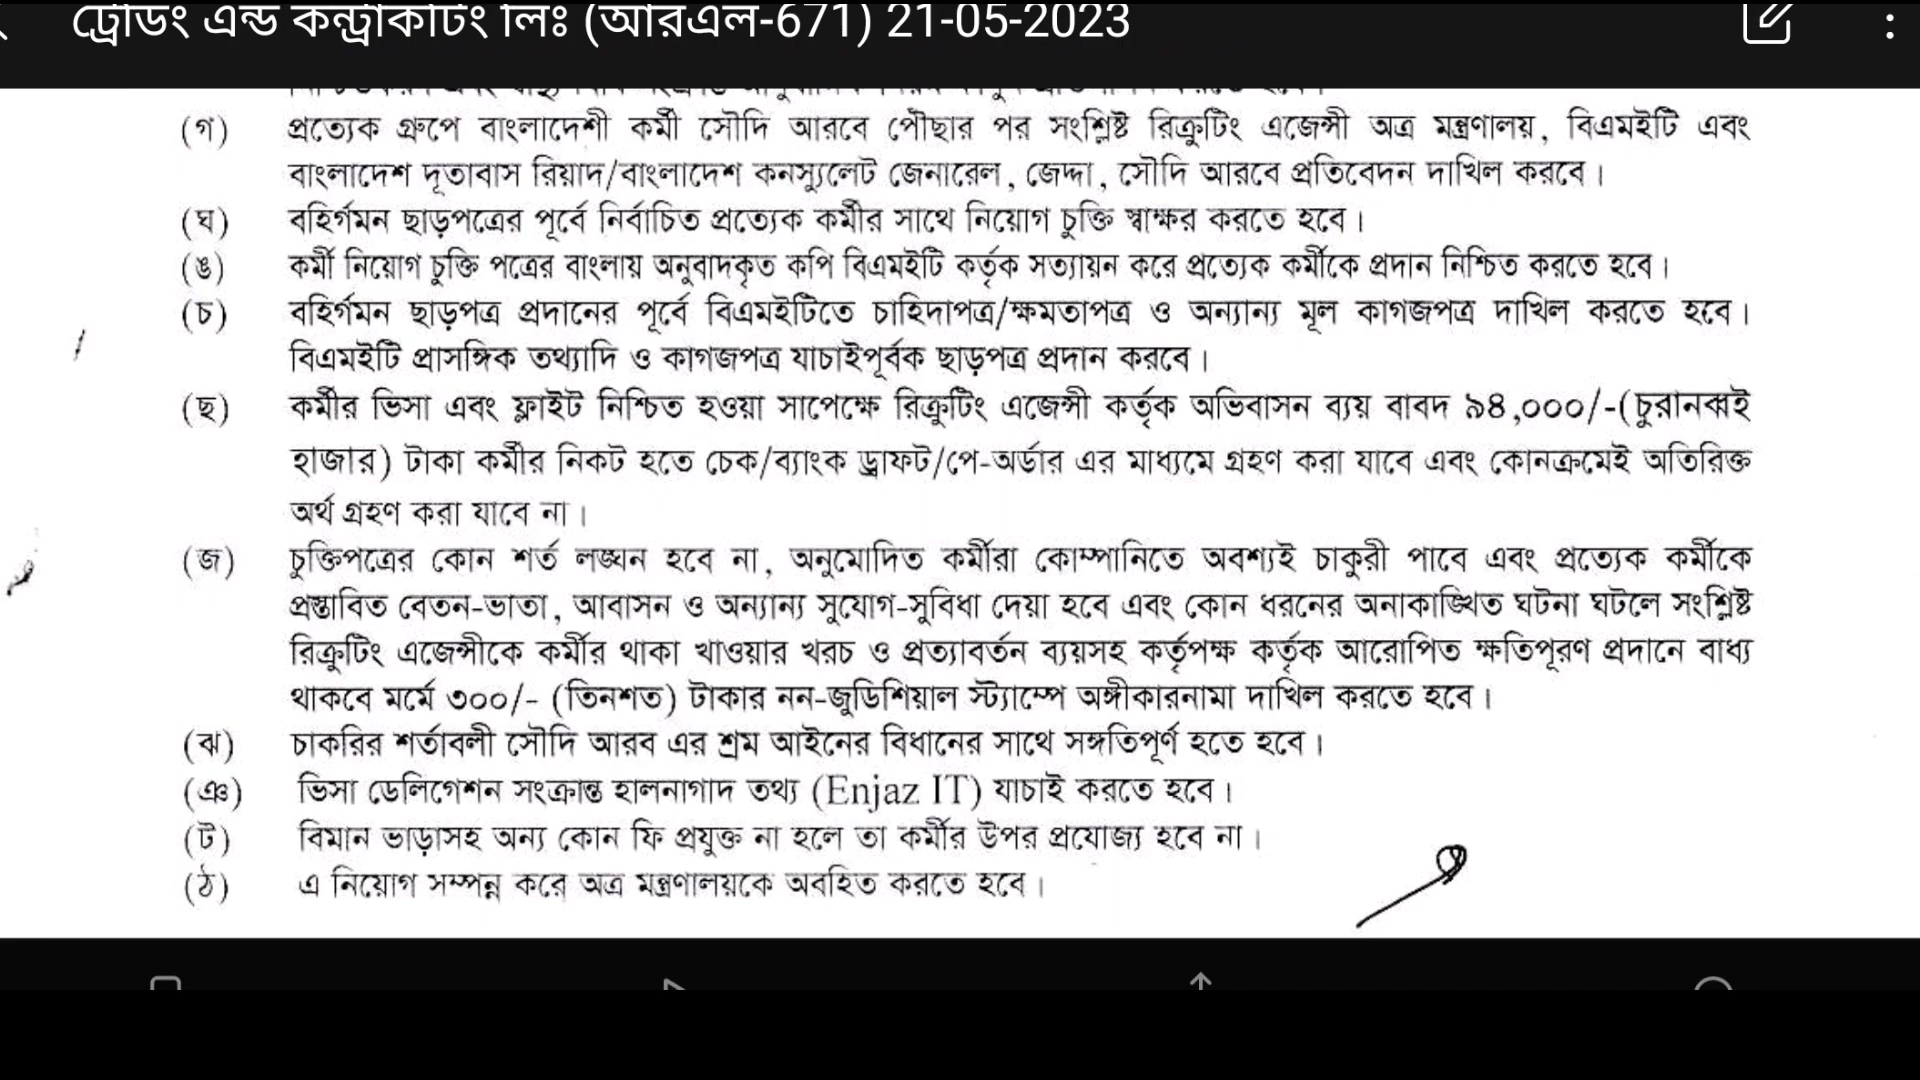 ট্রেডিং এন্ড কন্ট্রাকটিং লিঃ (আরএল-671) 21-05-2023
(গ) প্রত্যেক গ্রুপে বাংলাদেশী কর্মী সৌদি আরবে পৌছার পর সংশ্লিষ্ট রিক্রুটিং এজেন্সী অত্র মন্ত্রণালয়, বিএমইটি এবং
বাংলাদেশ দূতাবাস রিয়াদ/বাংলাদেশ কনস্যুলেট জেনারেল, জেদ্দা, সৌদি আরবে প্রতিবেদন দাখিল করবে।
(ঘ) বহির্গমন ছাড়পত্রের পূর্বে নির্বাচিত প্রত্যেক কর্মীর সাথে নিয়োগ চুক্তি স্বাক্ষর করতে হবে।
(ঙ) কর্মী নিয়োগ চুক্তি পত্রের বাংলায় অনুবাদকৃত কপি বিএমইটি কর্তৃক সত্যায়ন করে প্রত্যেক কর্মীকে প্রদান নিশ্চিত করতে হবে।
(চ) বহির্গমন ছাড়পত্র প্রদানের পূর্বে বিএমইটিতে চাহিদাপত্র/ক্ষমতাপত্র ও অন্যান্য মূল কাগজপত্র দাখিল করতে হবে।
বিএমইটি প্রাসঙ্গিক তথ্যাদি ও কাগজপত্র যাচাইপূর্বক ছাড়পত্র প্রদান করবে।
(ছ) কর্মীর ভিসা এবং ফ্লাইট নিশ্চিত হওয়া সাপেক্ষে রিক্রুটিং এজেন্সী কর্তৃক অভিবাসন ব্যয় বাবদ ৯৪,০০০/-(চুরানব্বই
হাজার) টাকা কর্মীর নিকট হতে চেক/ব্যাংক ড্রাফট/পে-অর্ডার এর মাধ্যমে গ্রহণ করা যাবে এবং কোনক্রমেই অতিরিক্ত
অর্থ গ্রহণ করা যাবে না।
(জ) চুক্তিপত্রের কোন শর্ত লঙ্ঘন হবে না, অনুমোদিত কর্মীরা কোম্পানিতে অবশ্যই চাকুরী পাবে এবং প্রত্যেক কর্মীকে
প্রস্তাবিত বেতন-ভাতা, আবাসন ও অন্যান্য সুযোগ-সুবিধা দেয়া হবে এবং কোন ধরনের অনাকাঙ্খিত ঘটনা ঘটলে সংশ্লিষ্ট
রিক্রুটিং এজেন্সীকে কর্মীর থাকা খাওয়ার খরচ ও প্রত্যাবর্তন ব্যয়সহ কর্তৃপক্ষ কর্তৃক আরোপিত ক্ষতিপূরণ প্রদানে বাধ্য
থাকবে মর্মে ৩০০/- (তিনশত) টাকার নন-জুডিশিয়াল স্ট্যাম্পে অঙ্গীকারনামা দাখিল করতে হবে।
(ঝ) চাকরির শর্তাবলী সৌদি আরব এর শ্রম আইনের বিধানের সাথে সঙ্গতিপূর্ণ হতে হবে।
(ঞ) ভিসা ডেলিগেশন সংক্রান্ত হালনাগাদ তথ্য (Enjaz IT) যাচাই করতে হবে।
(ট) বিমান ভাড়াসহ অন্য কোন ফি প্রযুক্ত না হলে তা কর্মীর উপর প্রযোজ্য হবে না।
(ঠ) এ নিয়োগ সম্পন্ন করে অত্র মন্ত্রণালয়কে অবহিত করতে হবে।